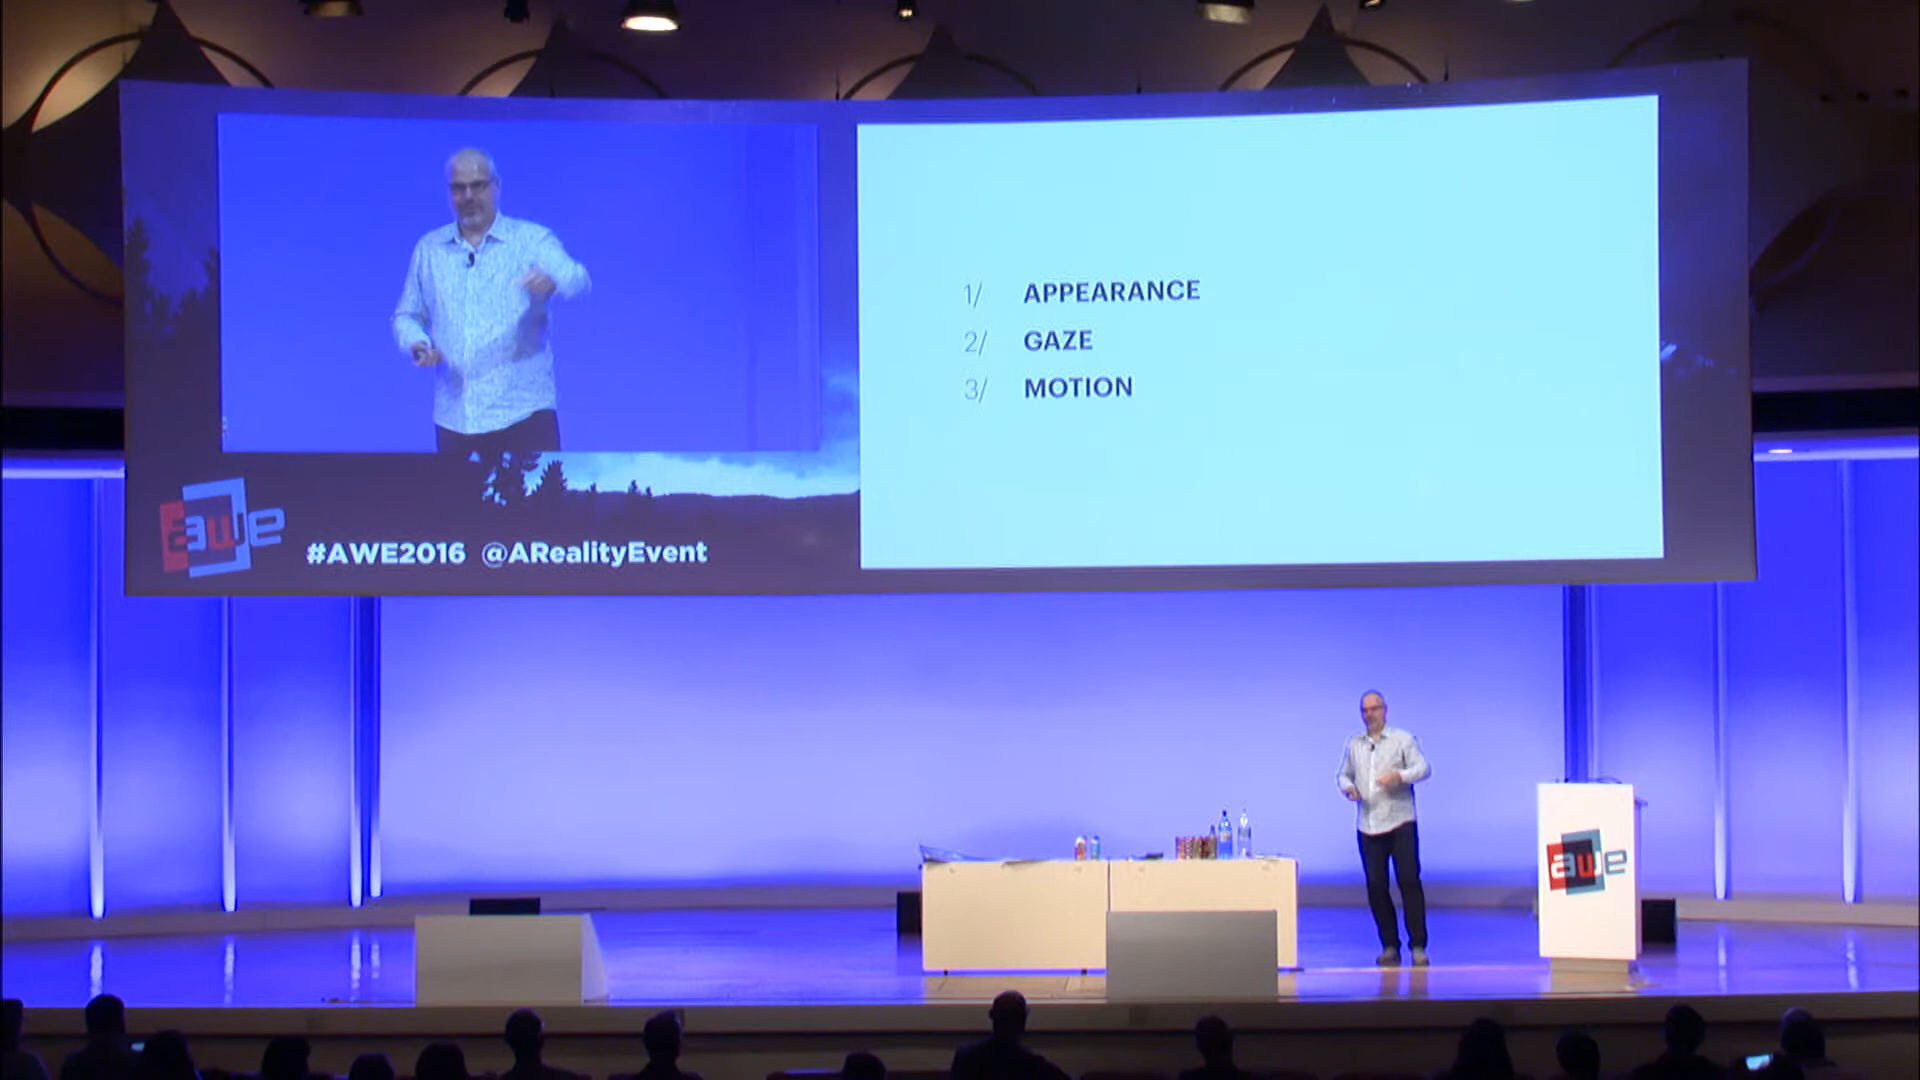 1/ APPEARANCE
2/ GAZE
3/ MOTION
awe
#AWE2016 @ARealityEvent
awe